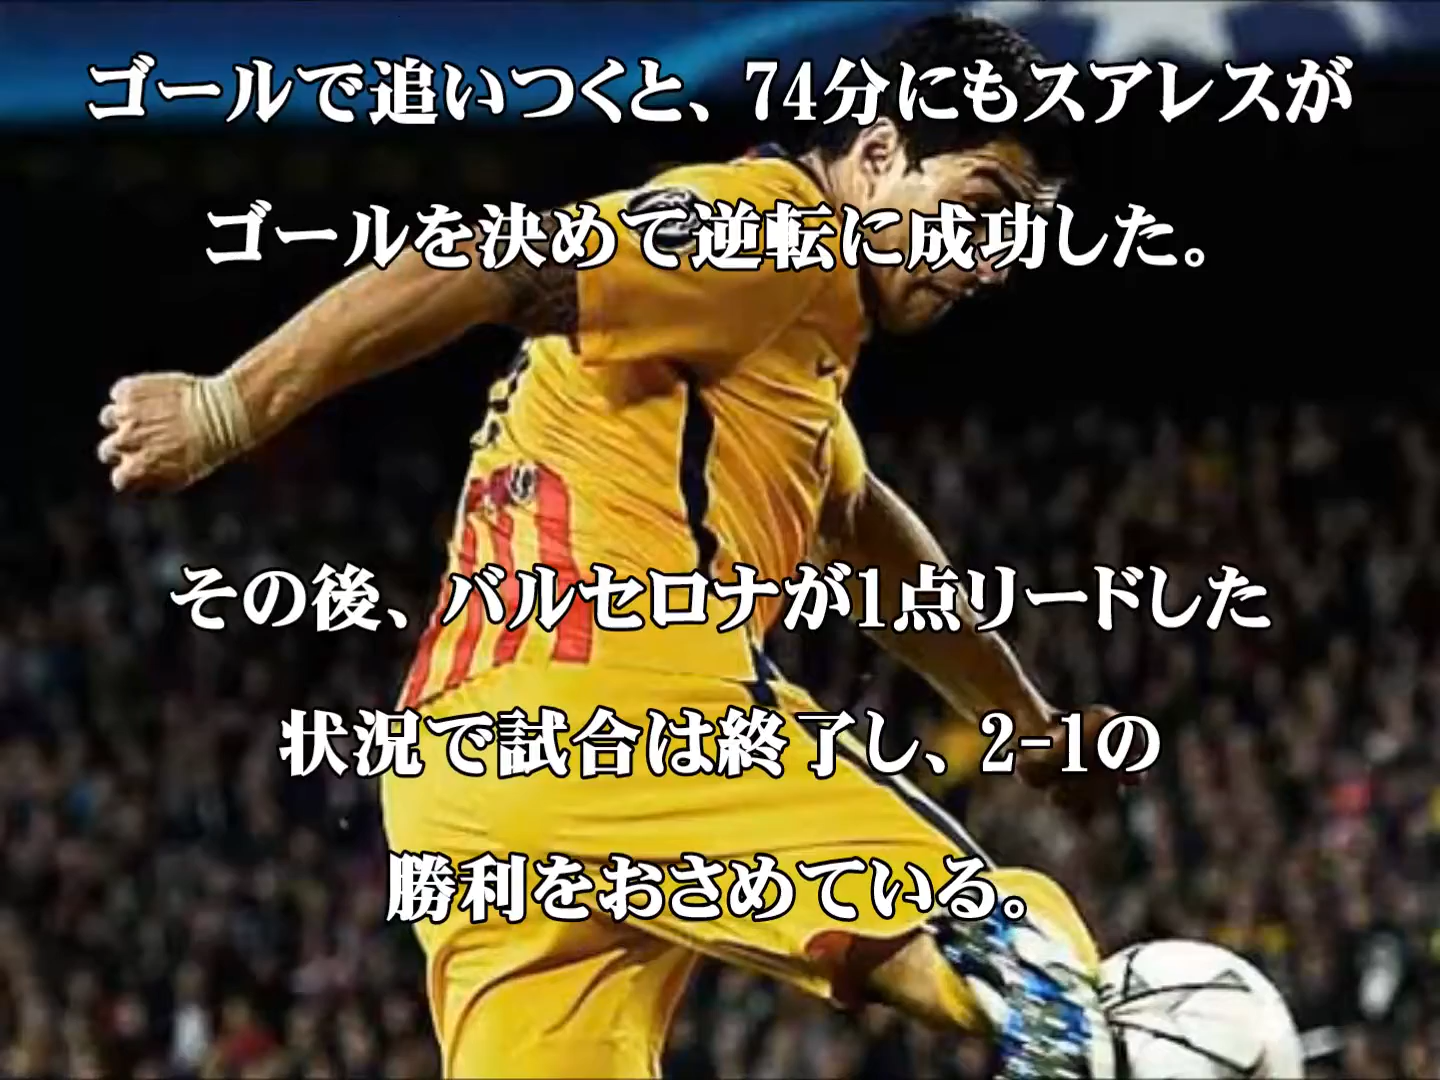 ゴールで追いつくと、74分にもスアレスが
ゴールを決めて逆転に成功した。
その後、バルセロナが1点リードした
状況で試合は終了し、2-1の
勝利をおさめている。